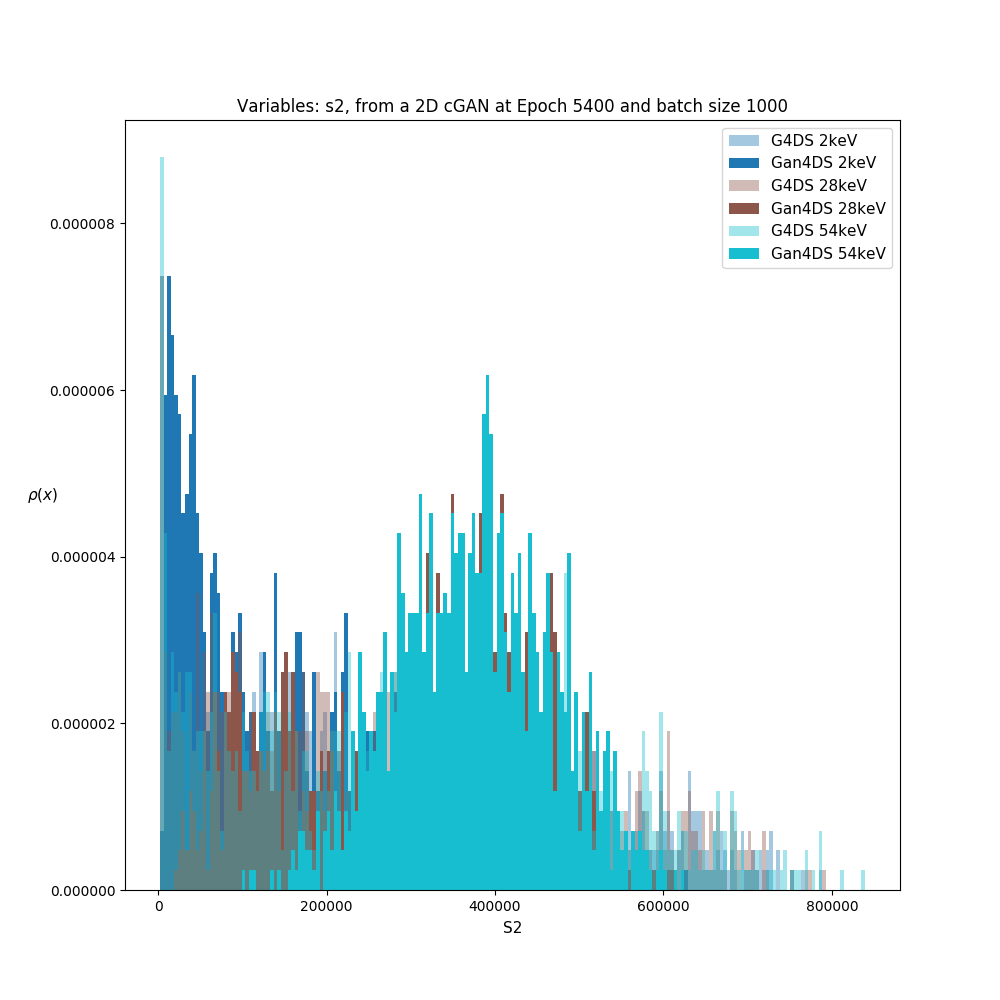 Variables: s2, from a 2D cGAN at Epoch 5400 and batch size 1000
G4DS 2keV
Gan4DS 2keV
G4DS 28keV
Gan4DS 28keV
G4DS 54keV
Gan4DS 54keV
0.000008
0.000006
ρ(x)
0.000004
0.000002
0.000000
0 200000 400000 600000 800000
S2